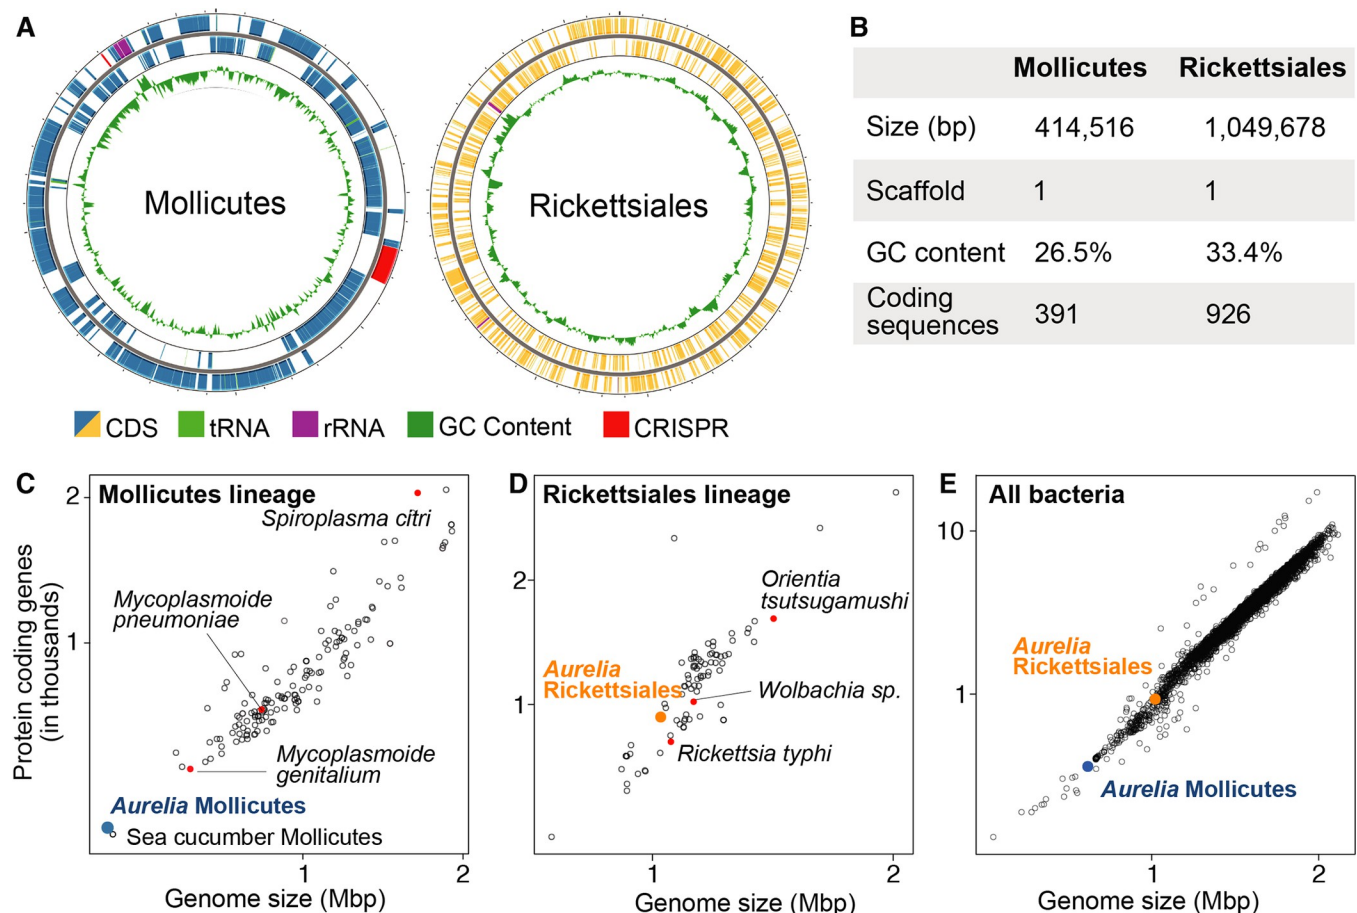 A
Mollicutes
Rickettsiales
CDS
tRNA
rRNA
GC Content
CRISPR
B
Mollicutes Rickettsiales
Size (bp) 414,516 1,049,678
Scaffold 1 1
GC content 26.5% 33.4%
Coding
sequences 391 926
C
Mollicutes lineage
Spiroplasma citri
Mycoplasmoide
pneumoniae
Mycoplasmoide
genitalium
Aurelia Mollicutes
Sea cucumber Mollicutes
Protein coding genes
(in thousands)
2
1
1
2
Genome size (Mbp)
D
Rickettsiales lineage
Orientia
tsutsugamushi
Aurelia
Rickettsiales
Wolbachia sp.
Rickettsia typhi
2
1
1
2
Genome size (Mbp)
E
All bacteria
Aurelia
Rickettsiales
Aurelia Mollicutes
10
1
1
2
Genome size (Mbp)